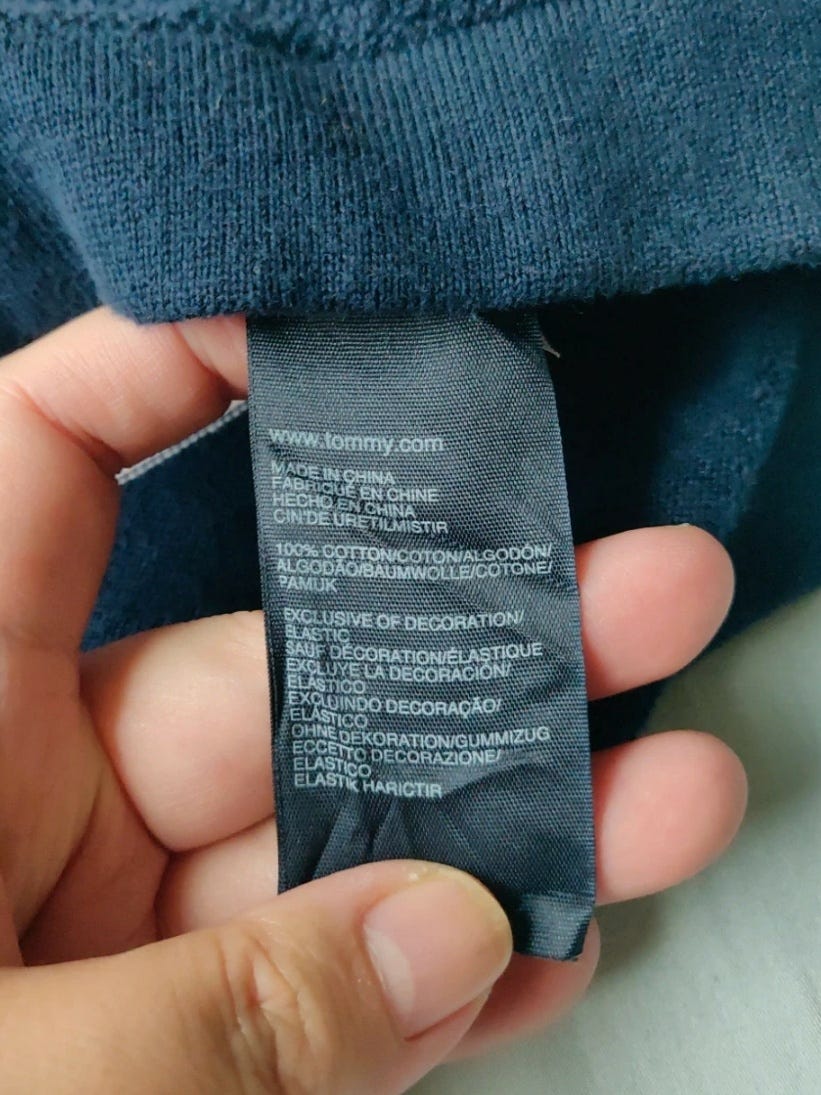 www.tommy.com
MADE IN CHINA
FABRIQUÉ EN CHINE
HECHO EN CHINA
CIN DE URETILMISTIR
100% COTTON/COTON/ALGODÓN/
ALGODÃO/BAUMWOLLE/COTONE/
PAMUK
EXCLUSIVE OF DECORATION/
ELASTIC
SAUF DÉCORATION/ÉLASTIQUE
EXCLUYE LA DECORACIÓN/
ELÁSTICO
EXCLUINDO DECORAÇÃO/
ELÁSTICO
OHNE DEKORATION/GUMMIZUG
ECCETTO DECORAZIONE/
ELASTICO
ELASTIK HARICTIR